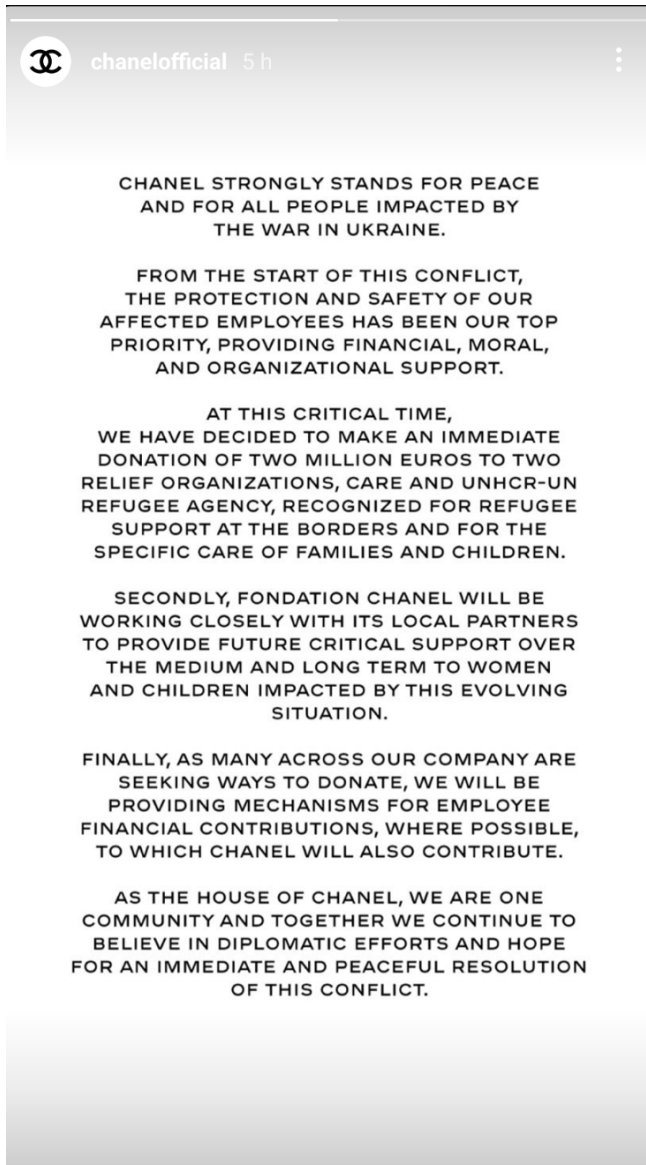 chanelofficial 5 h
CHANEL STRONGLY STANDS FOR PEACE
AND FOR ALL PEOPLE IMPACTED BY
THE WAR IN UKRAINE.
FROM THE START OF THIS CONFLICT,
THE PROTECTION AND SAFETY OF OUR
AFFECTED EMPLOYEES HAS BEEN OUR TOP
PRIORITY, PROVIDING FINANCIAL, MORAL,
AND ORGANIZATIONAL SUPPORT.
AT THIS CRITICAL TIME,
WE HAVE DECIDED TO MAKE AN IMMEDIATE
DONATION OF TWO MILLION EUROS TO TWO
RELIEF ORGANIZATIONS, CARE AND UNHCR-UN
REFUGEE AGENCY, RECOGNIZED FOR REFUGEE
SUPPORT AT THE BORDERS AND FOR THE
SPECIFIC CARE OF FAMILIES AND CHILDREN.
SECONDLY, FONDATION CHANEL WILL BE
WORKING CLOSELY WITH ITS LOCAL PARTNERS
TO PROVIDE FUTURE CRITICAL SUPPORT OVER
THE MEDIUM AND LONG TERM TO WOMEN
AND CHILDREN IMPACTED BY THIS EVOLVING
SITUATION.
FINALLY, AS MANY ACROSS OUR COMPANY ARE
SEEKING WAYS TO DONATE, WE WILL BE
PROVIDING MECHANISMS FOR EMPLOYEE
FINANCIAL CONTRIBUTIONS, WHERE POSSIBLE,
TO WHICH CHANEL WILL ALSO CONTRIBUTE.
AS THE HOUSE OF CHANEL, WE ARE ONE
COMMUNITY AND TOGETHER WE CONTINUE TO
BELIEVE IN DIPLOMATIC EFFORTS AND HOPE
FOR AN IMMEDIATE AND PEACEFUL RESOLUTION
OF THIS CONFLICT.